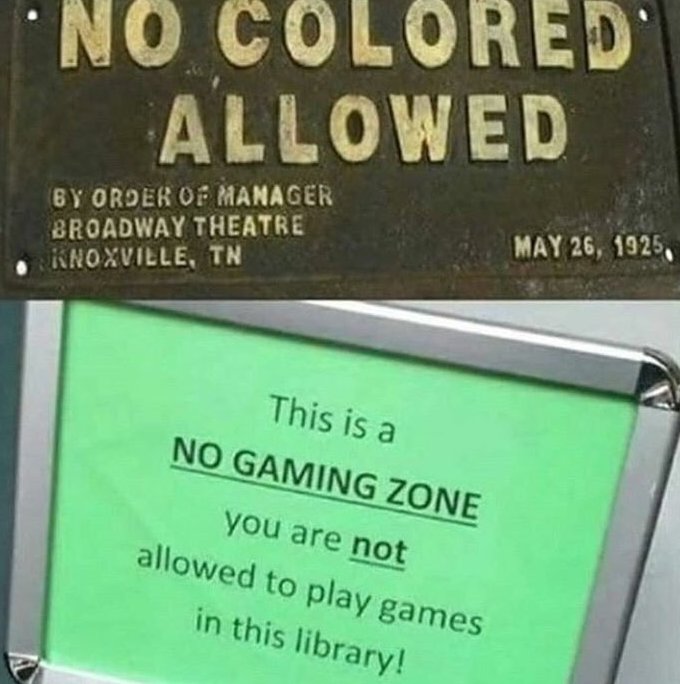 NO COLORED
ALLOWED
BY ORDER OF MANAGER
BROADWAY THEATRE
KNOXVILLE, TN
MAY 26, 1925
This is a
NO GAMING ZONE
you are not
allowed to play games
in this library!